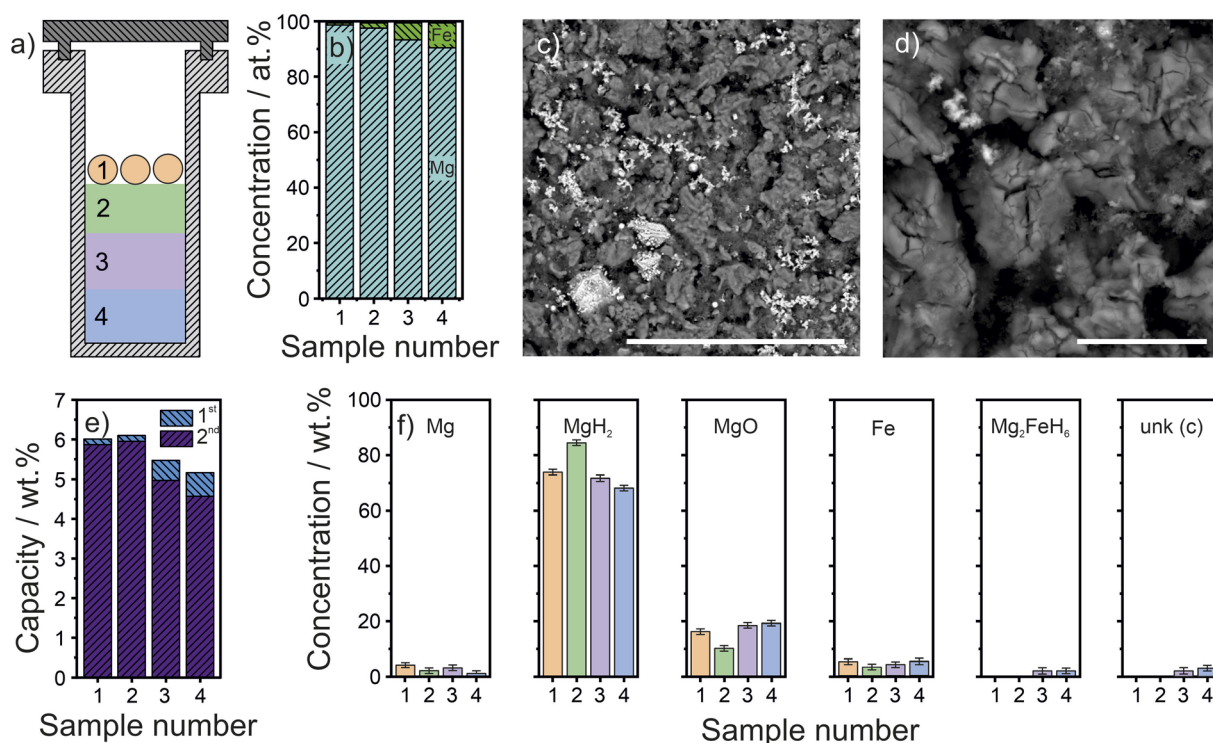 a)
1
2
3
4
b)
Concentration / at.%
100
80
60
40
20
0
Fe
Mg
1 2 3 4
Sample number
c)
d)
e)
Capacity / wt.%
7
6
5
4
3
2
1
0
1st
2nd
1 2 3 4
Sample number
f)
Concentration / wt.%
100
80
60
40
20
0
Mg
MgH2
MgO
Fe
Mg2FeH6
unk (c)
1 2 3 4
1 2 3 4
1 2 3 4
1 2 3 4
1 2 3 4
1 2 3 4
Sample number